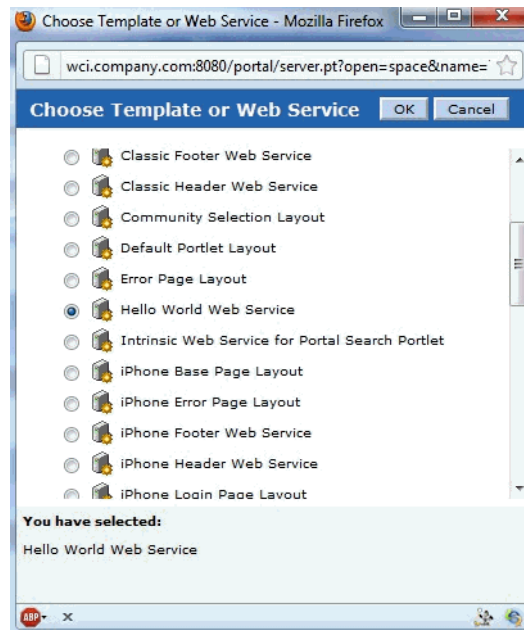 Choose Template or Web Service - Mozilla Firefox
wci.company.com:8080/portal/server.pt?open=space&name=
Choose Template or Web Service OK Cancel
Classic Footer Web Service
Classic Header Web Service
Community Selection Layout
Default Portlet Layout
Error Page Layout
Hello World Web Service
Intrinsic Web Service for Portal Search Portlet
iPhone Base Page Layout
iPhone Error Page Layout
iPhone Footer Web Service
iPhone Header Web Service
iPhone Login Page Layout
You have selected:
Hello World Web Service
ABP x